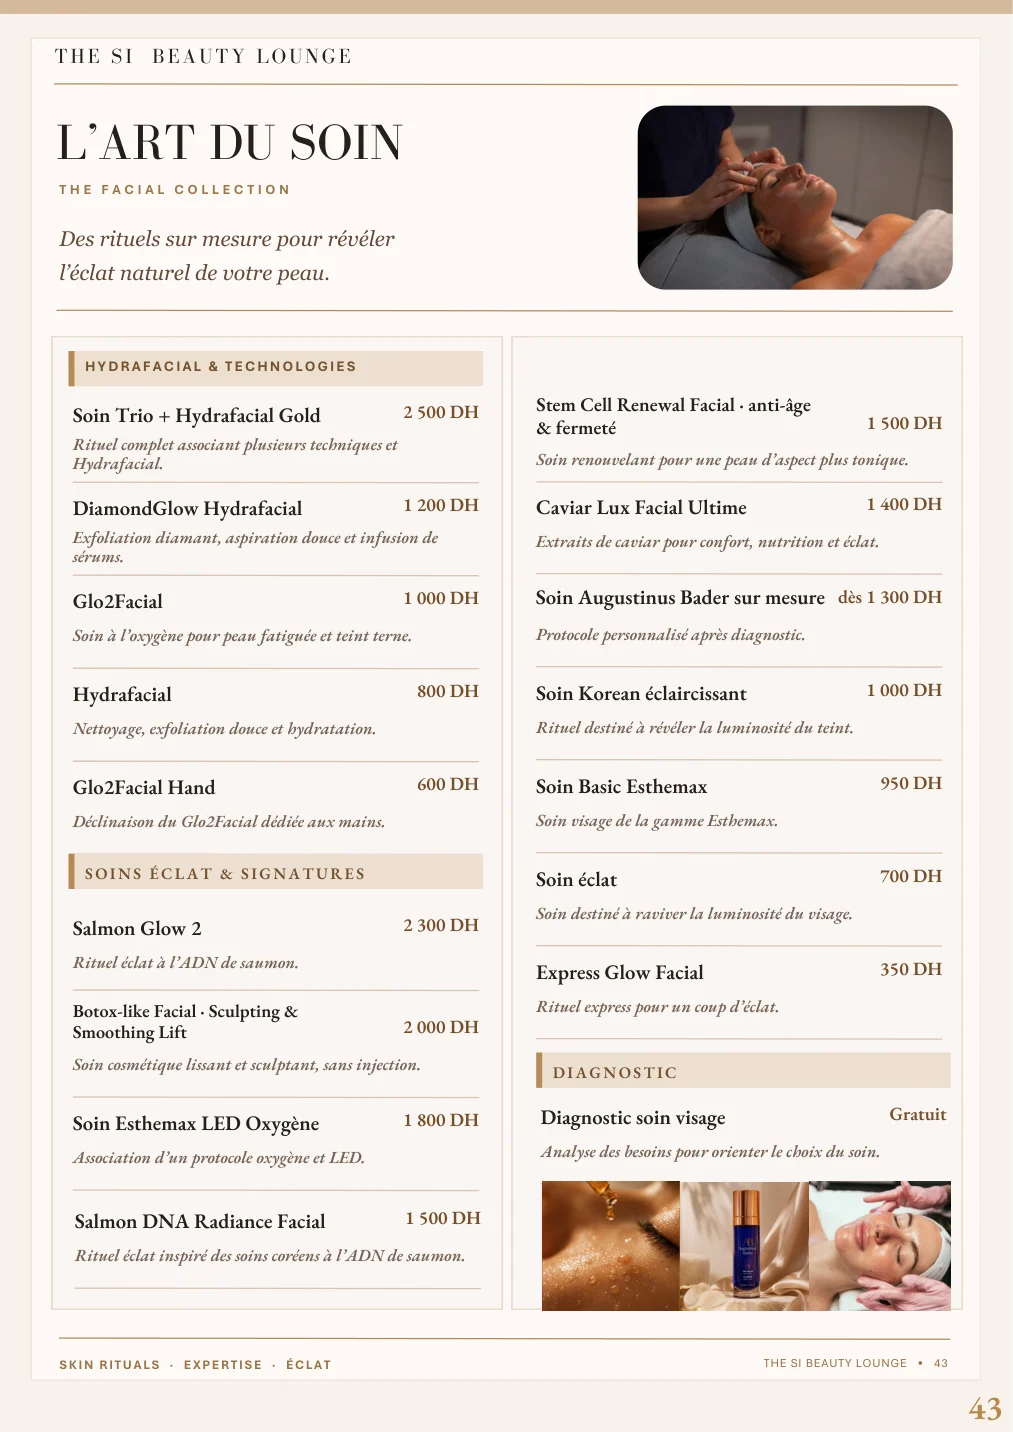 THE SI BEAUTY LOUNGE
L’ART DU SOIN
THE FACIAL COLLECTION
Des rituels sur mesure pour révéler
l’éclat naturel de votre peau.
HYDRAFACIAL & TECHNOLOGIES
Soin Trio + Hydrafacial Gold 2 500 DH
Rituel complet associant plusieurs techniques et
Hydrafacial.
DiamondGlow Hydrafacial 1 200 DH
Exfoliation diamant, aspiration douce et infusion de
sérums.
Glo2Facial 1 000 DH
Soin à l’oxygène pour peau fatiguée et teint terne.
Hydrafacial 800 DH
Nettoyage, exfoliation douce et hydratation.
Glo2Facial Hand 600 DH
Déclinaison du Glo2Facial dédiée aux mains.
SOINS ÉCLAT & SIGNATURES
Salmon Glow 2 2 300 DH
Rituel éclat à l’ADN de saumon.
Botox-like Facial · Sculpting &
Smoothing Lift 2 000 DH
Soin cosmétique lissant et sculptant, sans injection.
Soin Esthemax LED Oxygène 1 800 DH
Association d’un protocole oxygène et LED.
Salmon DNA Radiance Facial 1 500 DH
Rituel éclat inspiré des soins coréens à l’ADN de saumon.
Stem Cell Renewal Facial · anti-âge
& fermeté 1 500 DH
Soin renouvelant pour une peau d’aspect plus tonique.
Caviar Lux Facial Ultime 1 400 DH
Extraits de caviar pour confort, nutrition et éclat.
Soin Augustinus Bader sur mesure dès 1 300 DH
Protocole personnalisé après diagnostic.
Soin Korean éclaircissant 1 000 DH
Rituel destiné à révéler la luminosité du teint.
Soin Basic Esthemax 950 DH
Soin visage de la gamme Esthemax.
Soin éclat 700 DH
Soin destiné à raviver la luminosité du visage.
Express Glow Facial 350 DH
Rituel express pour un coup d’éclat.
DIAGNOSTIC
Diagnostic soin visage Gratuit
Analyse des besoins pour orienter le choix du soin.
SKIN RITUALS · EXPERTISE · ÉCLAT
THE SI BEAUTY LOUNGE • 43
43